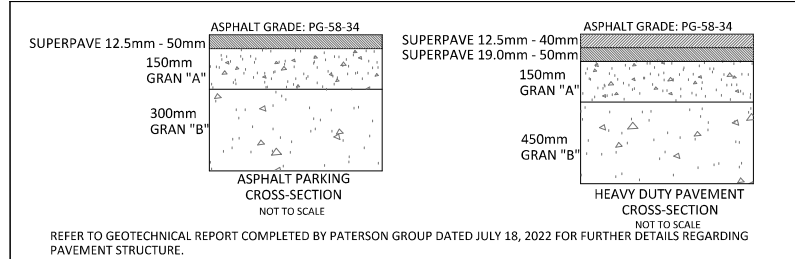 ASPHALT GRADE: PG-58-34
SUPERPAVE 12.5mm - 50mm
150mm
GRAN "A"
300mm
GRAN "B"
ASPHALT PARKING
CROSS-SECTION
NOT TO SCALE
ASPHALT GRADE: PG-58-34
SUPERPAVE 12.5mm - 40mm
SUPERPAVE 19.0mm - 50mm
150mm
GRAN "A"
450mm
GRAN "B"
HEAVY DUTY PAVEMENT
CROSS-SECTION
NOT TO SCALE
REFER TO GEOTECHNICAL REPORT COMPLETED BY PATERSON GROUP DATED JULY 18, 2022 FOR FURTHER DETAILS REGARDING
PAVEMENT STRUCTURE.